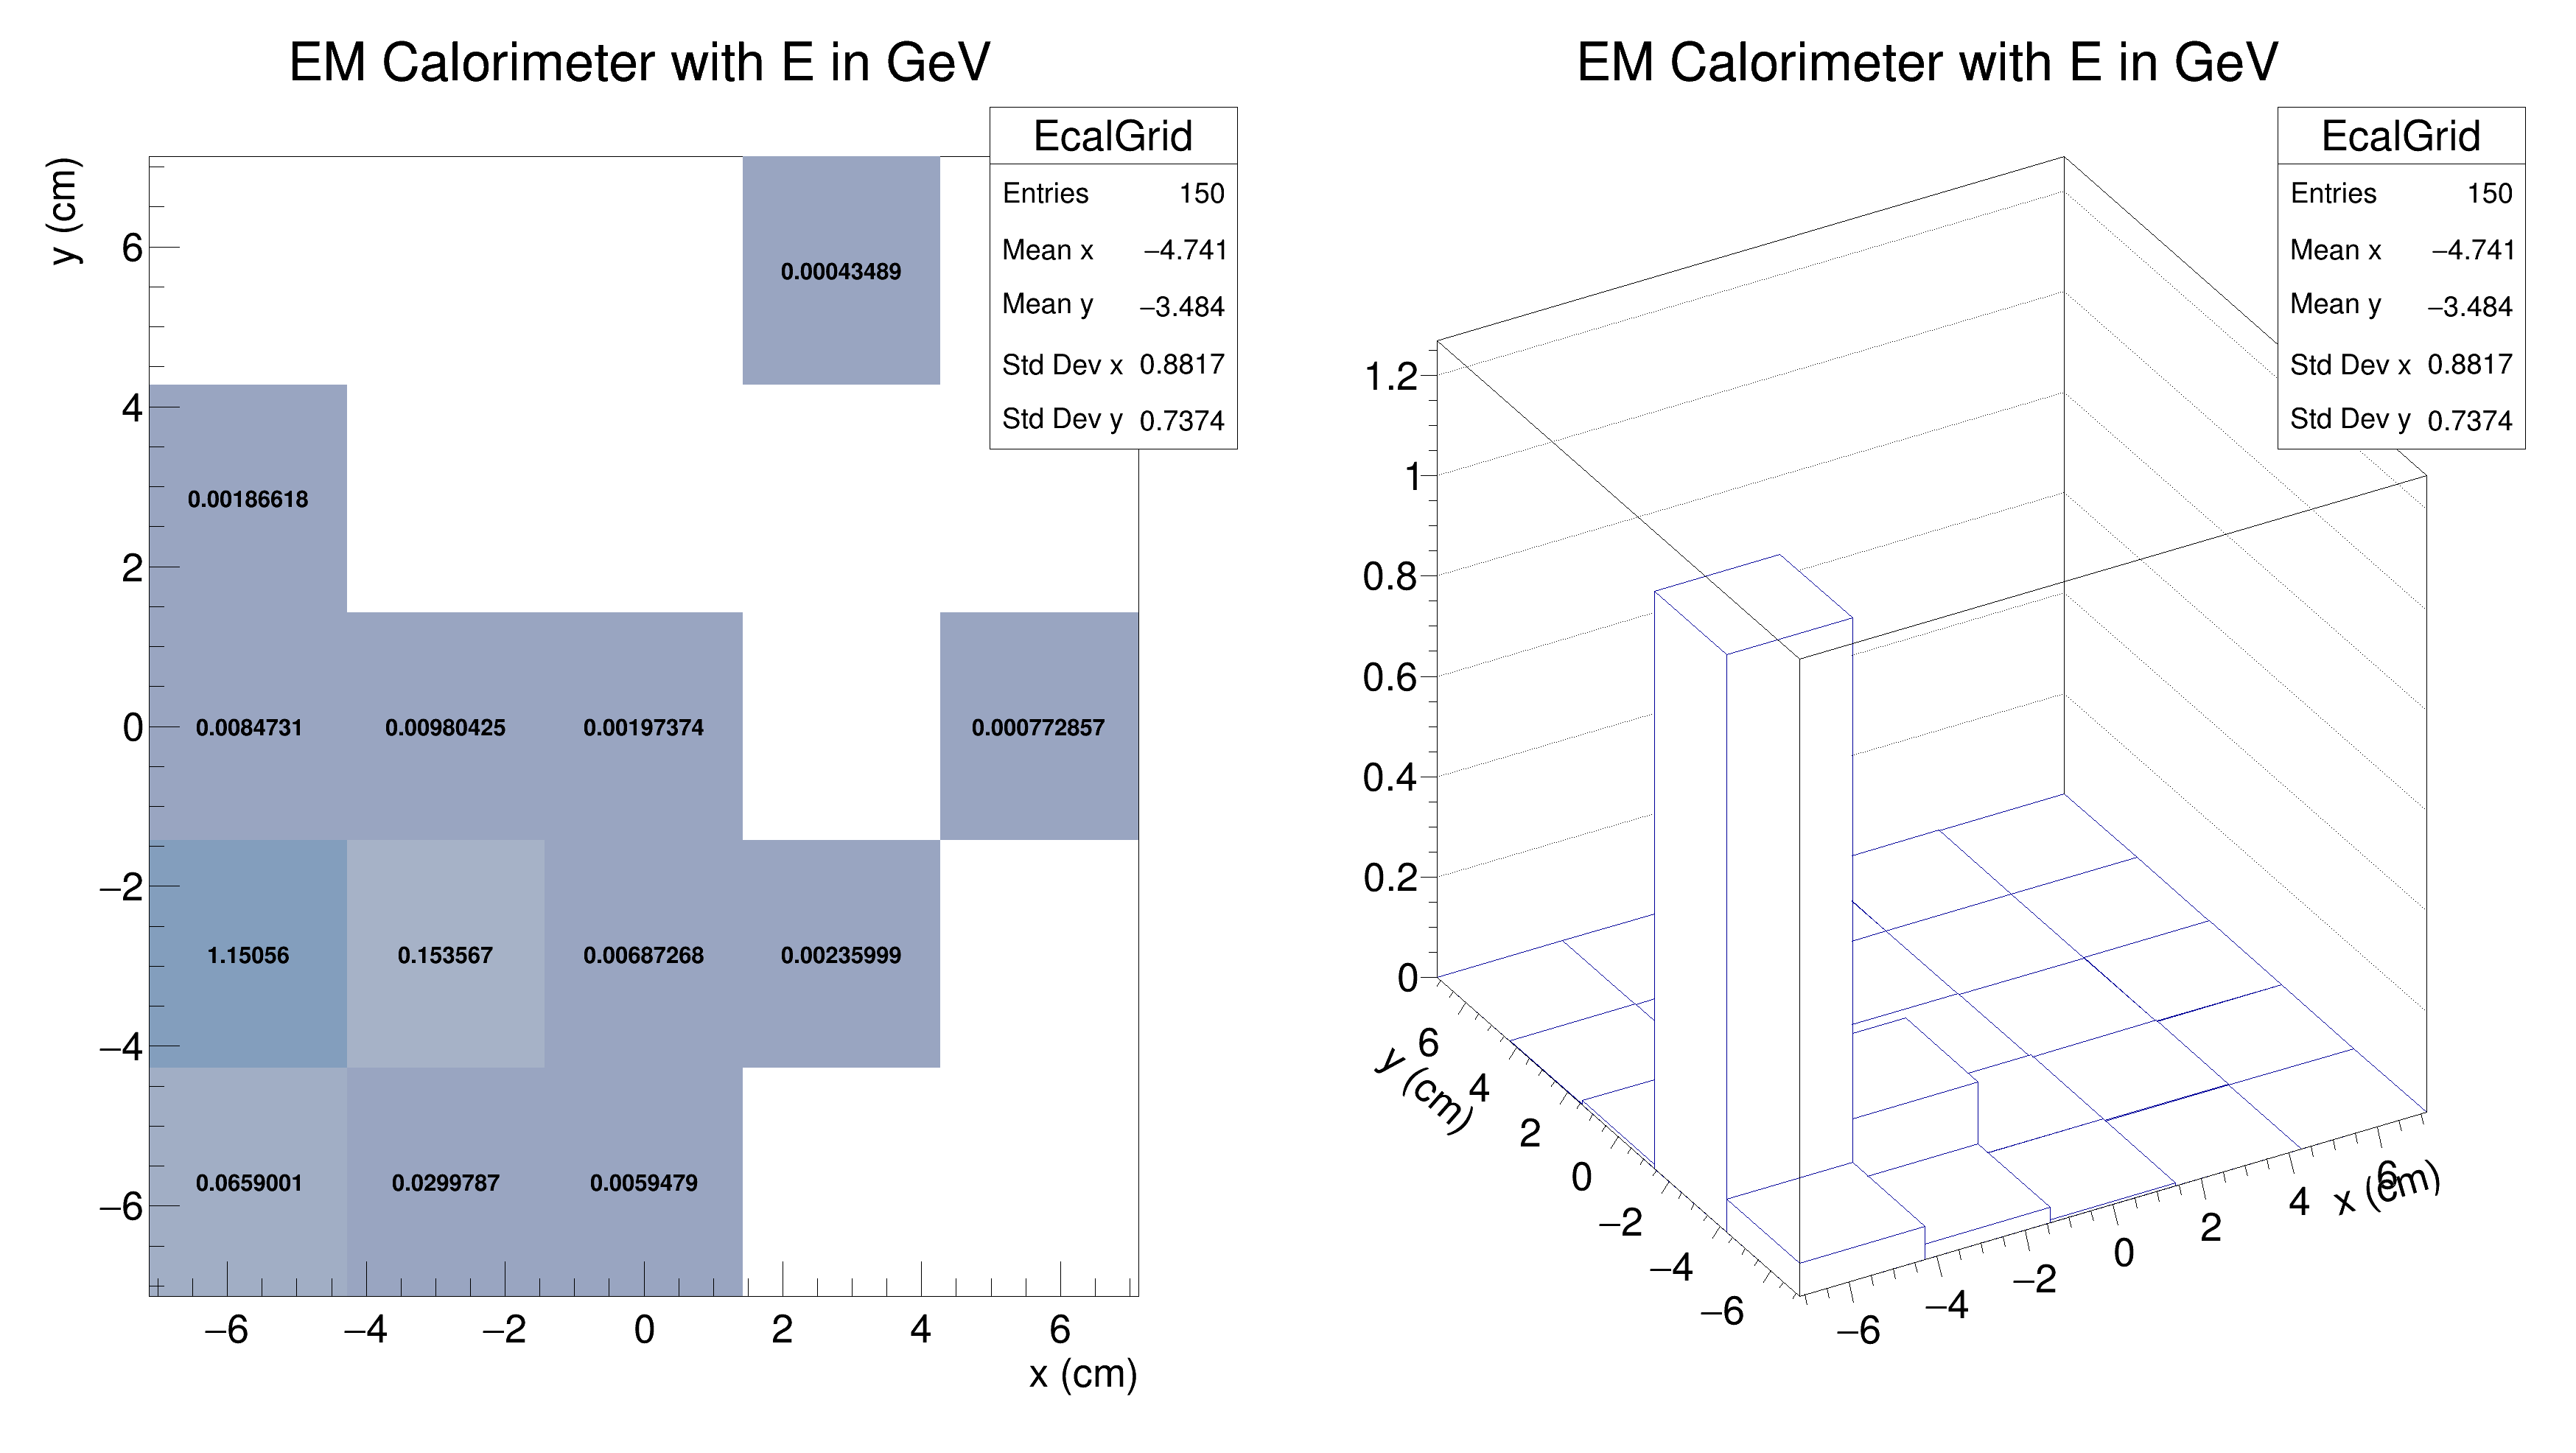 EM Calorimeter with E in GeV
EcalGrid
Entries 150
Mean x −4.741
Mean y −3.484
Std Dev x 0.8817
Std Dev y 0.7374
y (cm)
6
4
2
0
−2
−4
−6
0.00043489
0.00186618
0.0084731 0.00980425 0.00197374 0.000772857
1.15056 0.153567 0.00687268 0.00235999
0.0659001 0.0299787 0.0059479
−6 −4 −2 0 2 4 6
x (cm)
EM Calorimeter with E in GeV
EcalGrid
Entries 150
Mean x −4.741
Mean y −3.484
Std Dev x 0.8817
Std Dev y 0.7374
1.2
1
0.8
0.6
0.4
0.2
0
y (cm)
6
4
2
0
−2
−4
−6
−6 −4 −2 0 2 4 6
x (cm)